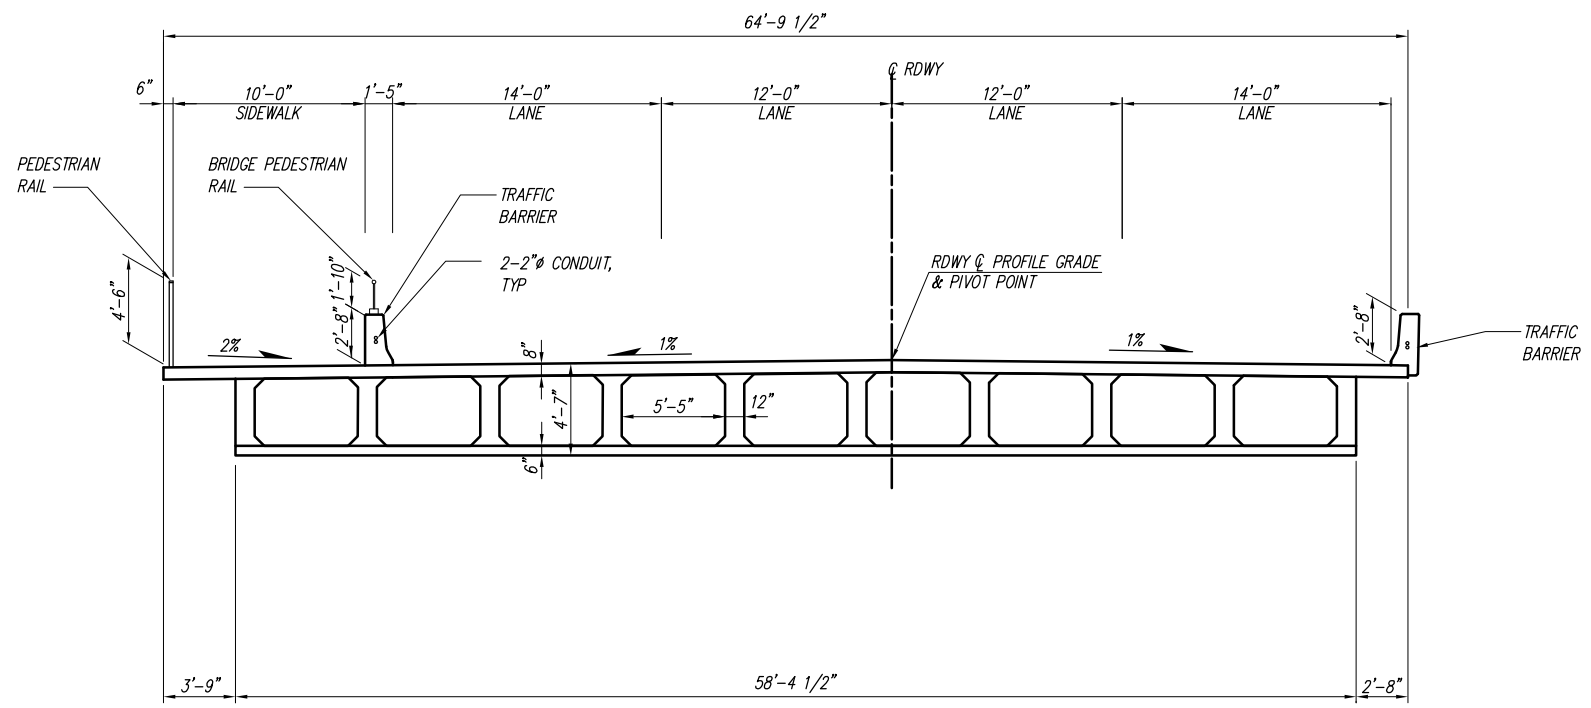 64'-9 1/2"
℄ RDWY
6"
10'-0"
SIDEWALK
1'-5"
14'-0"
LANE
12'-0"
LANE
12'-0"
LANE
14'-0"
LANE
PEDESTRIAN
RAIL
BRIDGE PEDESTRIAN
RAIL
TRAFFIC
BARRIER
2-2"ø CONDUIT,
TYP
RDWY ℄ PROFILE GRADE
& PIVOT POINT
4'-6"
1'-10"
2'-8"
2'-8"
TRAFFIC
BARRIER
2%
8"
1%
1%
4'-7"
5'-5"
12"
6"
3'-9"
58'-4 1/2"
2'-8"